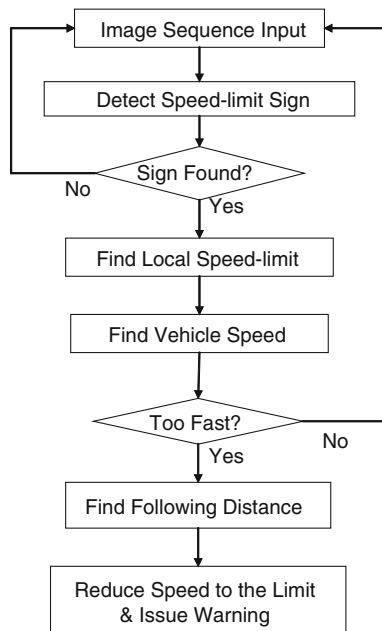 Image Sequence Input
Detect Speed-limit Sign
Sign Found?
No
Yes
Find Local Speed-limit
Find Vehicle Speed
Too Fast?
No
Yes
Find Following Distance
Reduce Speed to the Limit
& Issue Warning